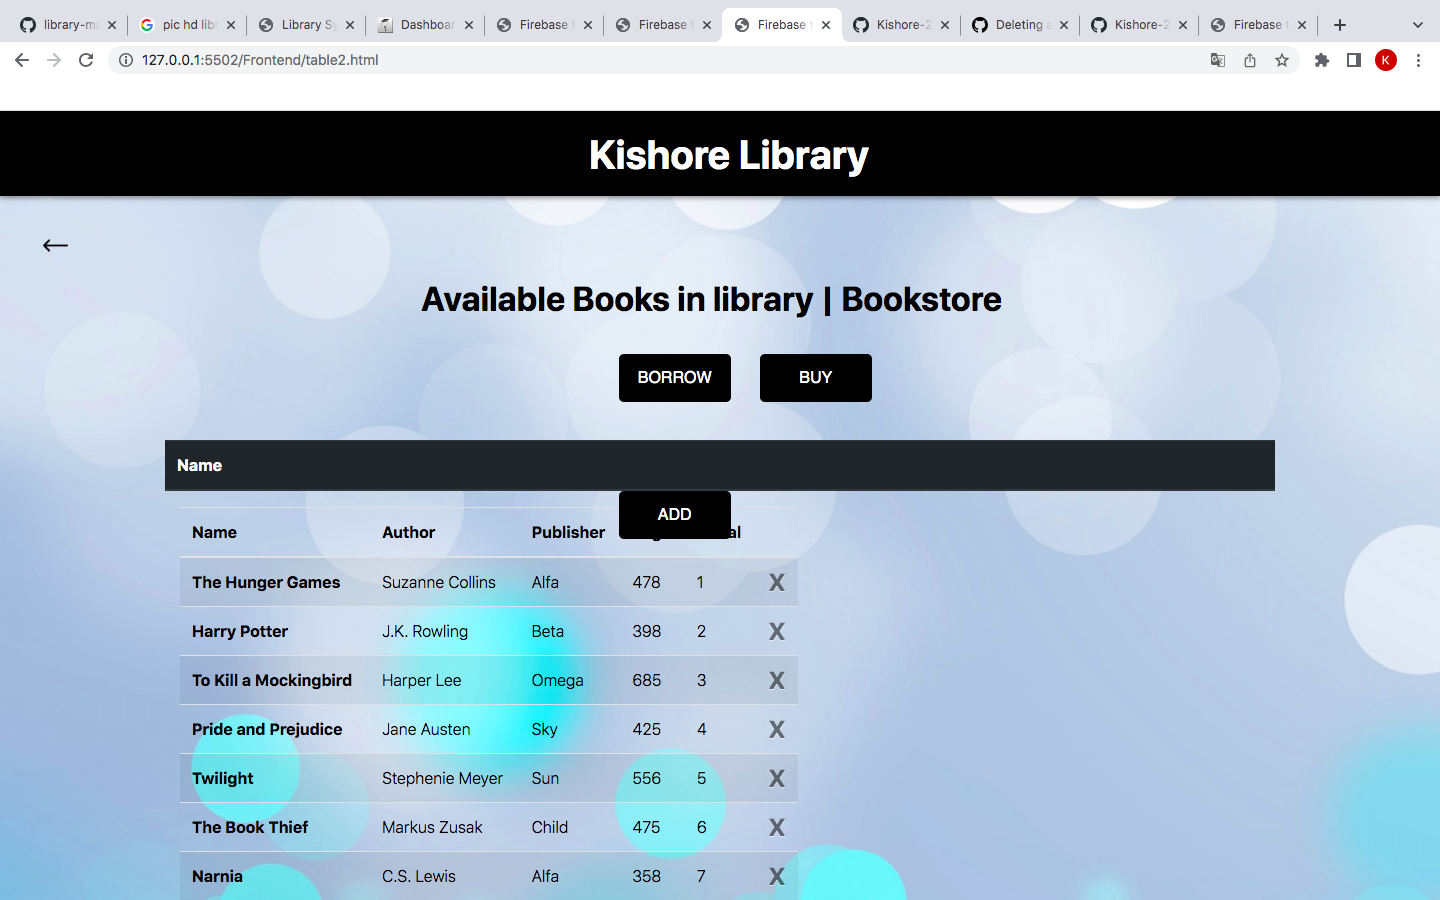 library-ma
pic hd libr
Library Sy
Dashboar
Firebase t
Firebase t
Firebase t
Kishore-2
Deleting a
Kishore-2
Firebase t
127.0.0.1:5502/Frontend/table2.html
K
Kishore Library
Available Books in library | Bookstore
BORROW BUY
Name
ADD
Name Author Publisher
The Hunger Games Suzanne Collins Alfa 478 1 X
Harry Potter J.K. Rowling Beta 398 2 X
To Kill a Mockingbird Harper Lee Omega 685 3 X
Pride and Prejudice Jane Austen Sky 425 4 X
Twilight Stephenie Meyer Sun 556 5 X
The Book Thief Markus Zusak Child 475 6 X
Narnia C.S. Lewis Alfa 358 7 X